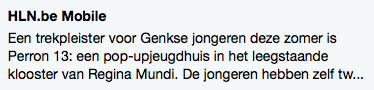 HLN.be Mobile
Een trekpleister voor Genkse jongeren deze zomer is
Perron 13: een pop-upjeugdhuis in het leegstaande
klooster van Regina Mundi. De jongeren hebben zelf tw...